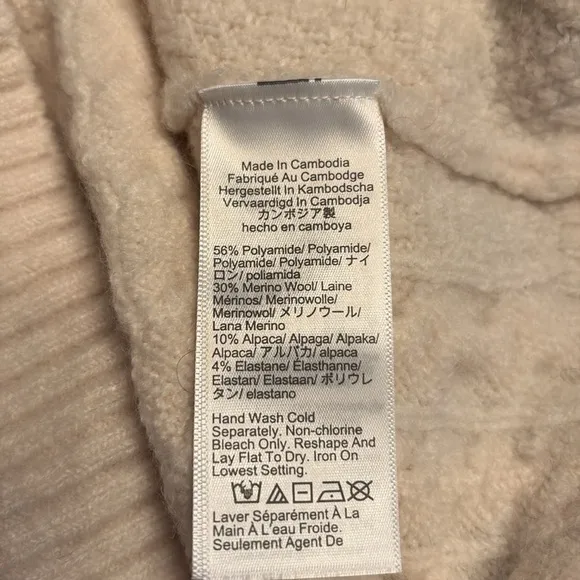 Made In Cambodia
Fabriqué Au Cambodge
Hergestellt In Kambodscha
Vervaardigd In Cambodja
カンボジア製
hecho en camboya
56% Polyamide/ Polyamide/
Polyamide/ Polyamide/ ナイ
ロン/ poliamida
30% Merino Wool/ Laine
Mérinos/ Merinowolle/
Merinowol/ メリノウール/
Lana Merino
10% Alpaca/ Alpaga/ Alpaka/
Alpaca/ アルパカ/ alpaca
4% Elastane/ Élasthanne/
Elastan/ Elastaan/ ポリウレ
タン/ elastano
Hand Wash Cold
Separately. Non-chlorine
Bleach Only. Reshape And
Lay Flat To Dry. Iron On
Lowest Setting.
Laver Séparément À La
Main À L'eau Froide.
Seulement Agent De